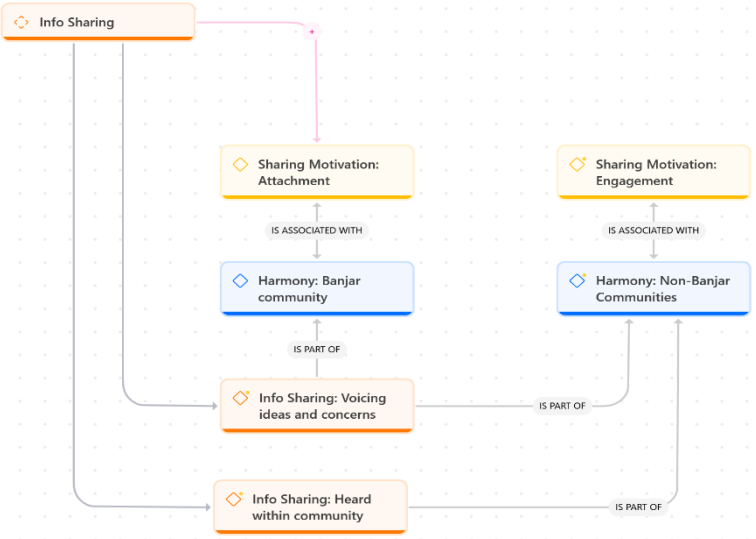 Info Sharing
Sharing Motivation:
Attachment
Sharing Motivation:
Engagement
IS ASSOCIATED WITH
IS ASSOCIATED WITH
Harmony: Banjar
community
Harmony: Non-Banjar
Communities
IS PART OF
Info Sharing: Voicing
ideas and concerns
IS PART OF
Info Sharing: Heard
within community
IS PART OF